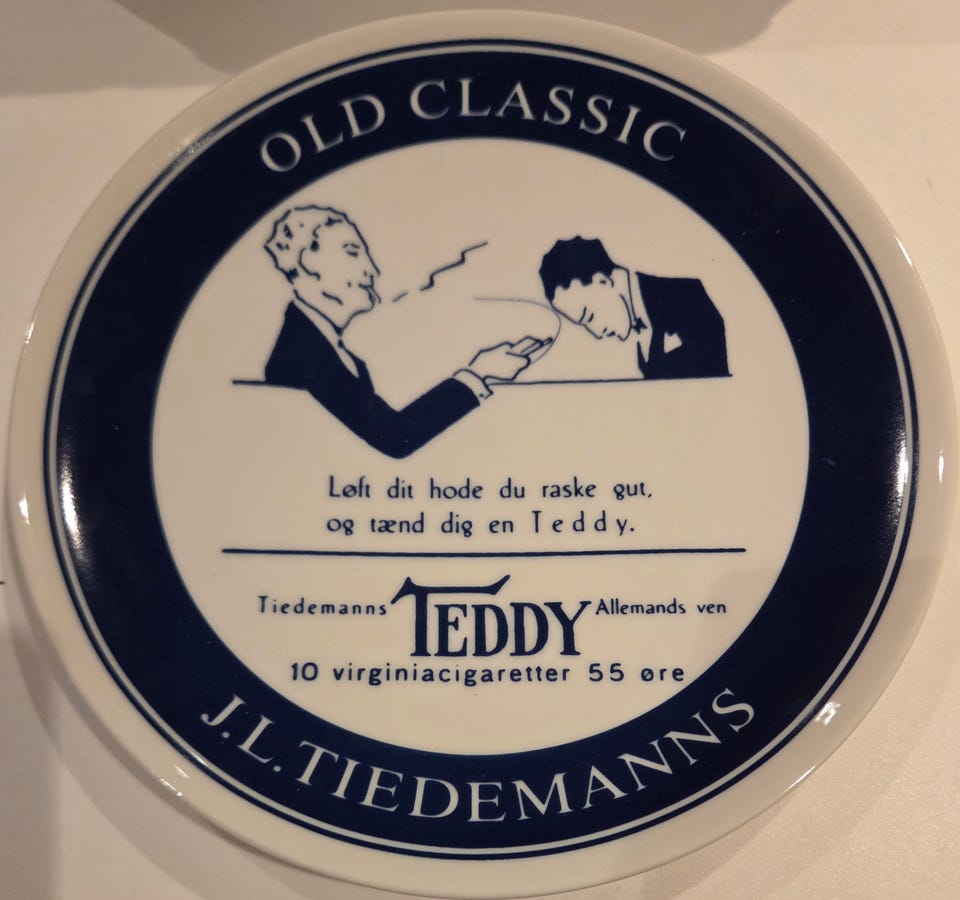 OLD CLASSIC
Løft dit hode du raske gut,
og tænd dig en Teddy.
Tiedemanns TEDDY Allemands ven
10 virginiacigaretter 55 øre
J.L. TIEDEMANNS